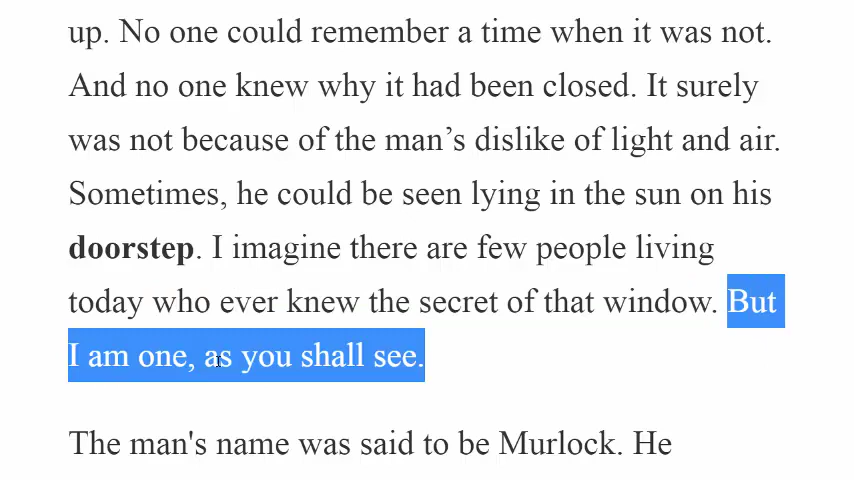 up. No one could remember a time when it was not.
And no one knew why it had been closed. It surely
was not because of the man’s dislike of light and air.
Sometimes, he could be seen lying in the sun on his
doorstep. I imagine there are few people living
today who ever knew the secret of that window. But
I am one, as you shall see.
The man's name was said to be Murlock. He